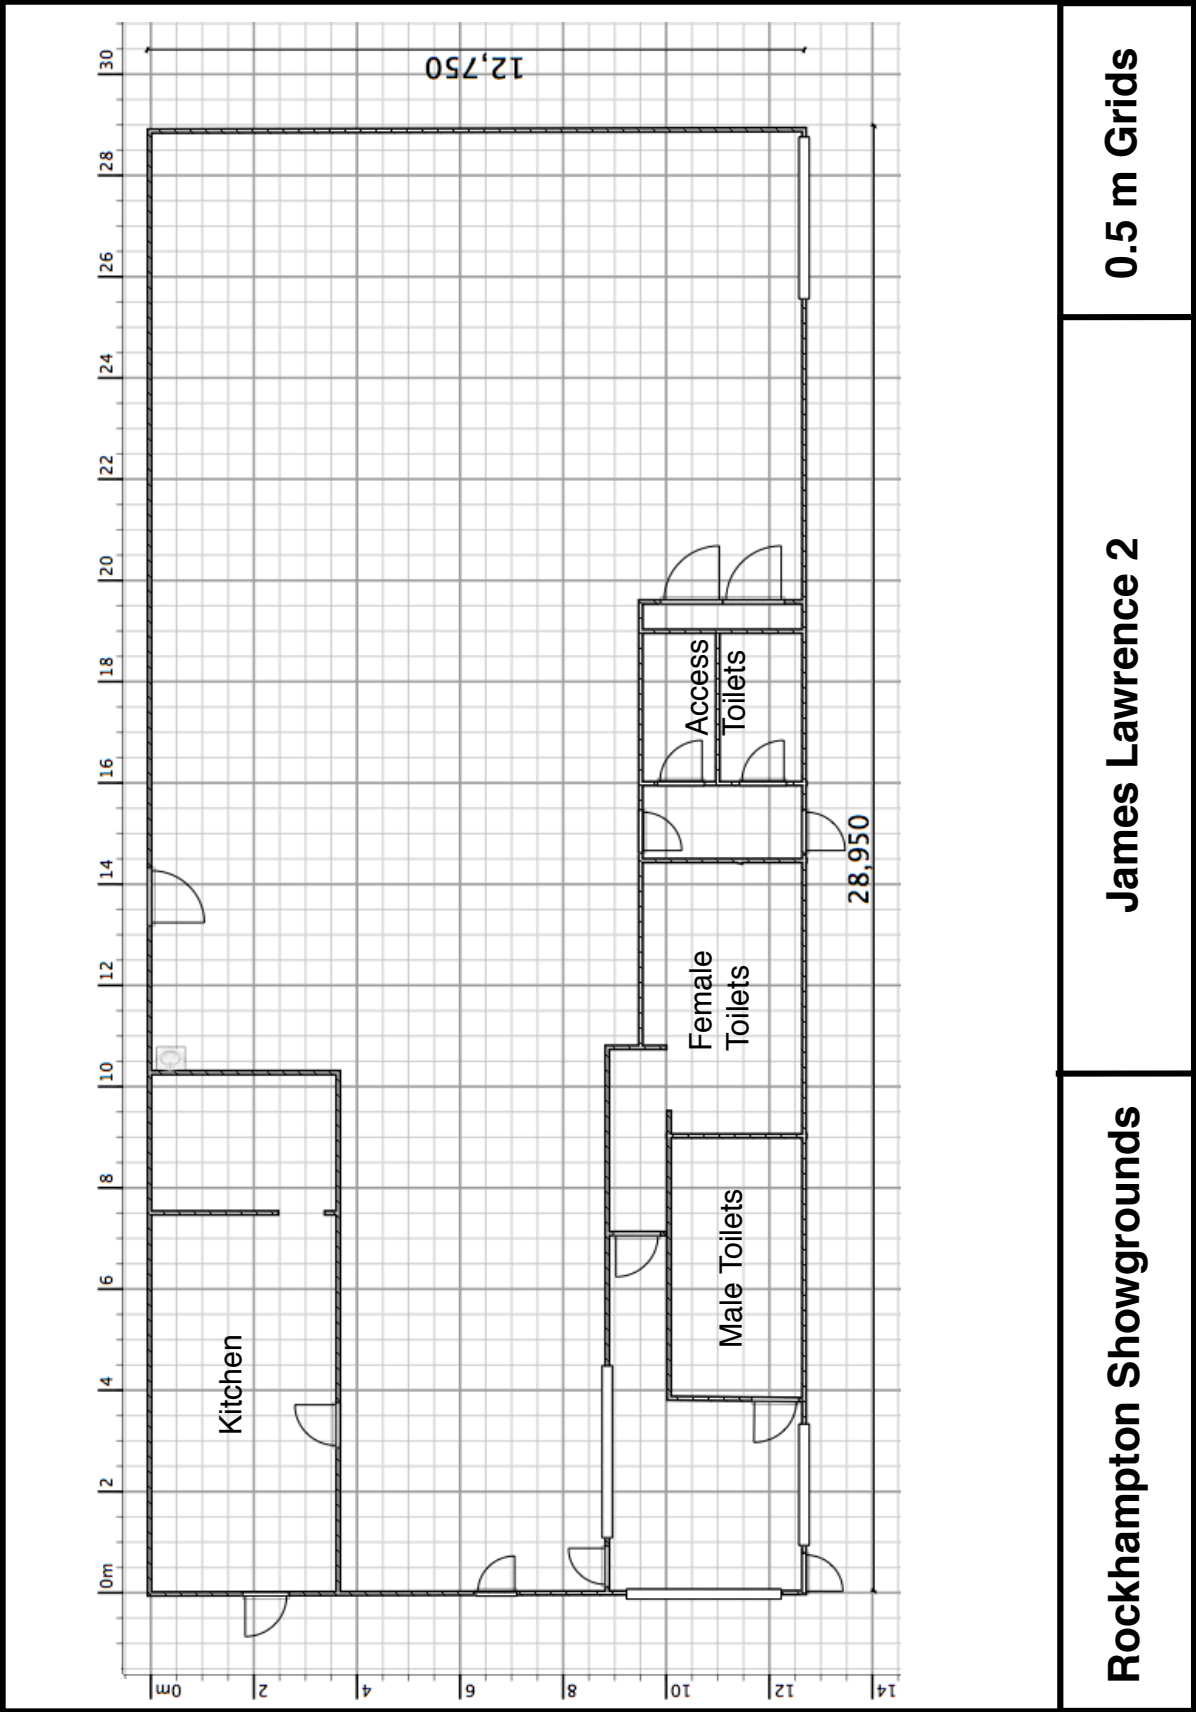 12,750
30
28
26
24
22
20
18
16
14
12
10
8
6
4
2
0m
0m
2
4
6
8
10
12
14
28,950
Access
Toilets
Female
Toilets
Male Toilets
Kitchen
Rockhampton Showgrounds
James Lawrence 2
0.5 m Grids